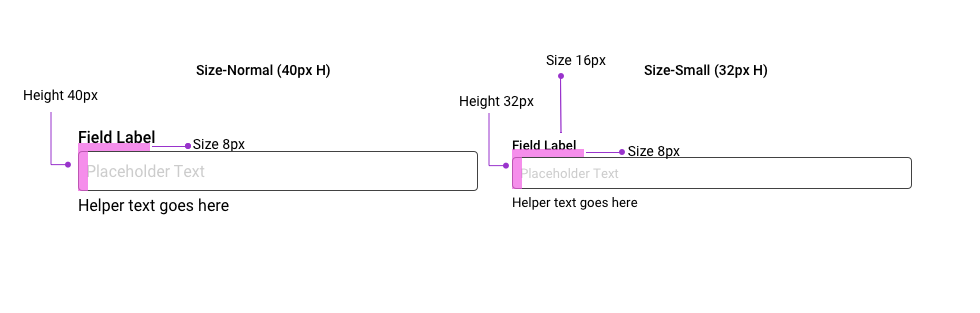 Size-Normal (40px H)
Height 40px
Field Label
Size 8px
Placeholder Text
Helper text goes here
Size 16px
Size-Small (32px H)
Height 32px
Field Label
Size 8px
Placeholder Text
Helper text goes here